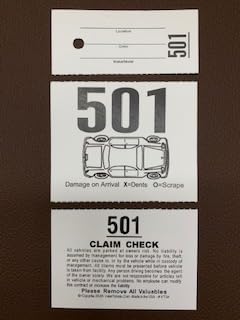 Location
Color
Make/Model
501
501
Damage on Arrival X=Dents O=Scrape
501
CLAIM CHECK
All vehicles are parked at owners risk. No liability is
assumed by management for loss or damage by fire, theft,
or any other cause to, or by the vehicle while in custody of
management. All claims must be presented before vehicle
is taken from facility. Any person driving becomes the agent
of the owner solely. We are not responsible for articles left
in vehicle or mechanical problems. No employee can modify
this contract or increase the liability.
Please Remove All Valuables